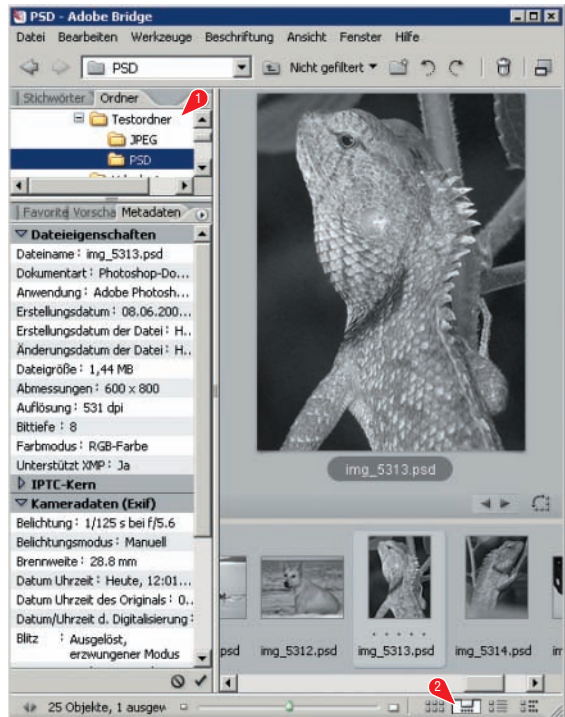 PSD - Adobe Bridge
Datei Bearbeiten Werkzeuge Beschriftung Ansicht Fenster Hilfe
PSD Nicht gefiltert
Stichwörter Ordner 1
Testordner
JPEG
PSD
Favorite Vorscha Metadaten
Dateieigenschaften
Dateiname: img_5313.psd
Dokumentart: Photoshop-Do...
Anwendung: Adobe Photosh...
Erstellungsdatum: 08.06.200...
Erstellungsdatum der Datei: H..
Änderungsdatum der Datei: H..
Dateigröße: 1,44 MB
Abmessungen: 600 x 800
Auflösung: 531 dpi
Bittiefe: 8
Farbmodus: RGB-Farbe
Unterstützt XMP: Ja
IPTC-Kern
Kameradaten (Exif)
Belichtung: 1/125 s bei f/5.6
Belichtungsmodus: Manuell
Brennweite: 28.8 mm
Datum Uhrzeit: Heute, 12:01...
Datum Uhrzeit des Originals: 0..
Datum/Uhrzeit d. Digitalisierung:
Blitz : Ausgelöst,
erzwungener Modus
img_5313.psd
psd img_5312.psd img_5313.psd img_5314.psd im
2
25 Objekte, 1 ausgew